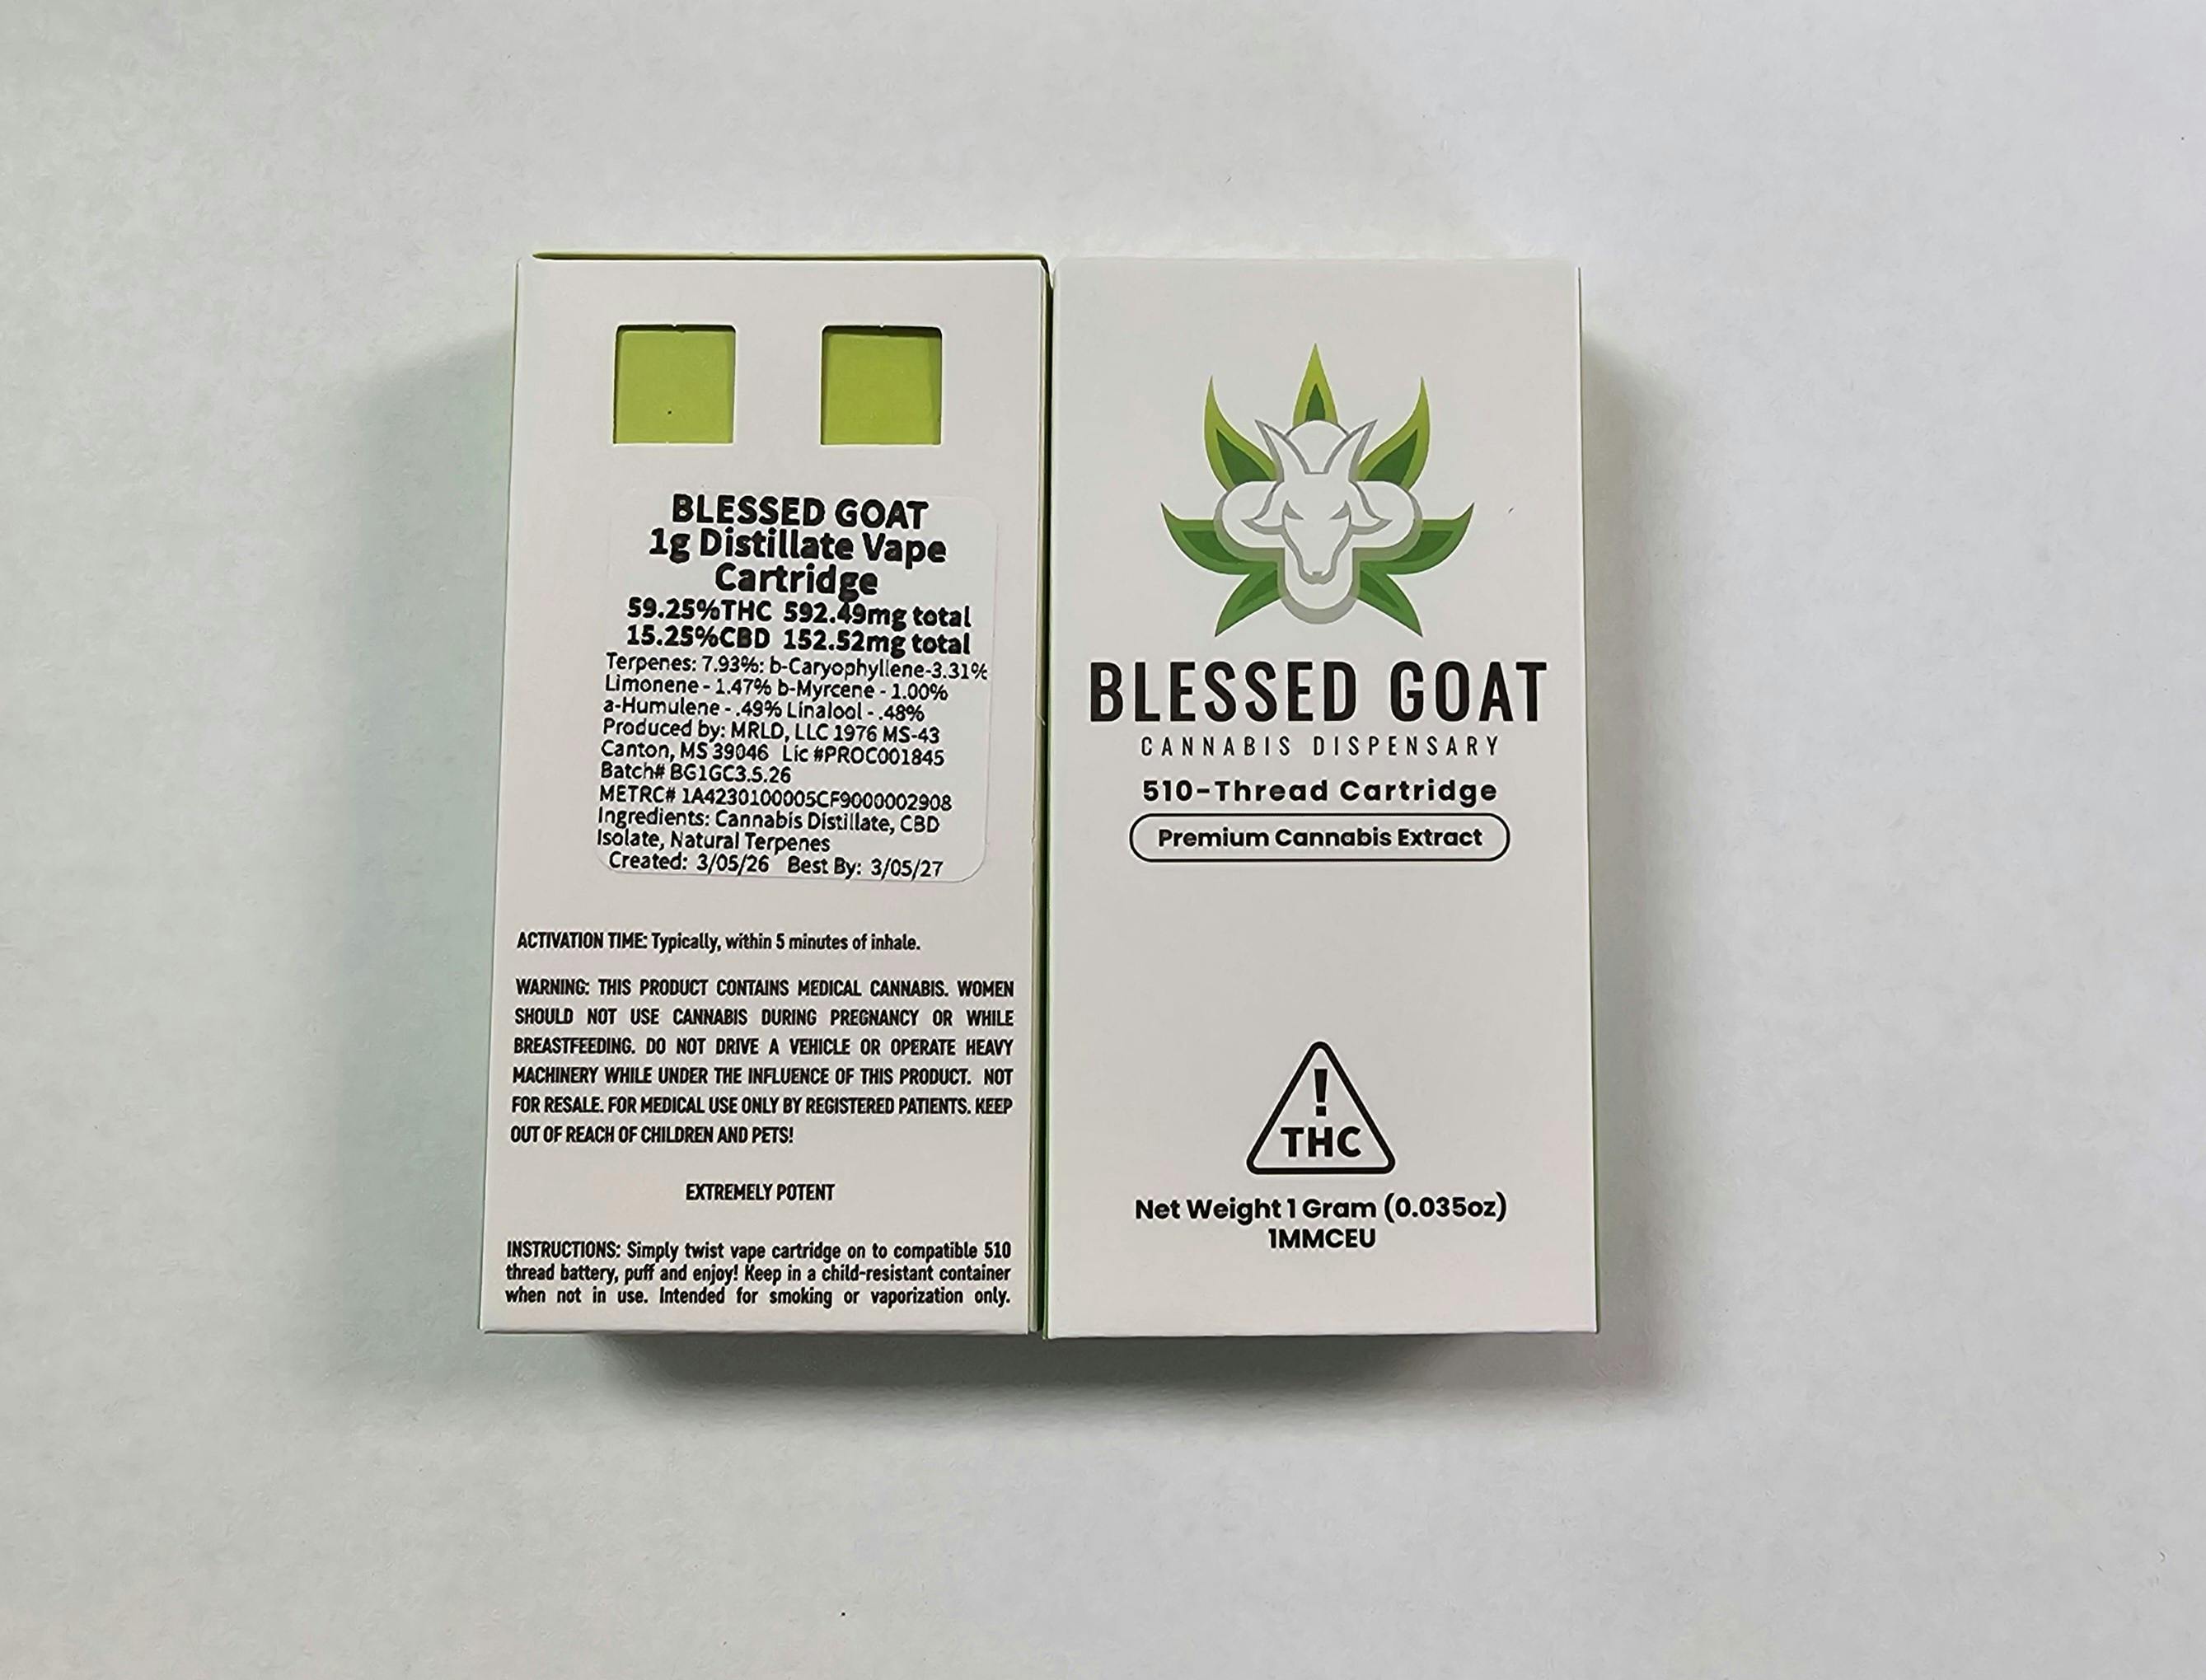 BLESSED GOAT
1g Distillate Vape
Cartridge
59.25%THC 592.49mg total
15.25%CBD 152.52mg total
Terpenes: 7.93%: b-Caryophyllene-3.31%
Limonene - 1.47% b-Myrcene - 1.00%
a-Humulene - .49% Linalool - .48%
Produced by: MRLD, LLC 1976 MS-43
Canton, MS 39046 Lic #PROC001845
Batch# BG1GC3.5.26
METRC# 1A4230100005CF9000002908
Ingredients: Cannabis Distillate, CBD
Isolate, Natural Terpenes
Created: 3/05/26 Best By: 3/05/27
ACTIVATION TIME: Typically, within 5 minutes of inhale.
WARNING: THIS PRODUCT CONTAINS MEDICAL CANNABIS. WOMEN
SHOULD NOT USE CANNABIS DURING PREGNANCY OR WHILE
BREASTFEEDING. DO NOT DRIVE A VEHICLE OR OPERATE HEAVY
MACHINERY WHILE UNDER THE INFLUENCE OF THIS PRODUCT. NOT
FOR RESALE. FOR MEDICAL USE ONLY BY REGISTERED PATIENTS. KEEP
OUT OF REACH OF CHILDREN AND PETS!
EXTREMELY POTENT
INSTRUCTIONS: Simply twist vape cartridge on to compatible 510
thread battery, puff and enjoy! Keep in a child-resistant container
when not in use. Intended for smoking or vaporization only.
BLESSED GOAT
CANNABIS DISPENSARY
510-Thread Cartridge
Premium Cannabis Extract
!
THC
Net Weight 1 Gram (0.035oz)
1MMCEU